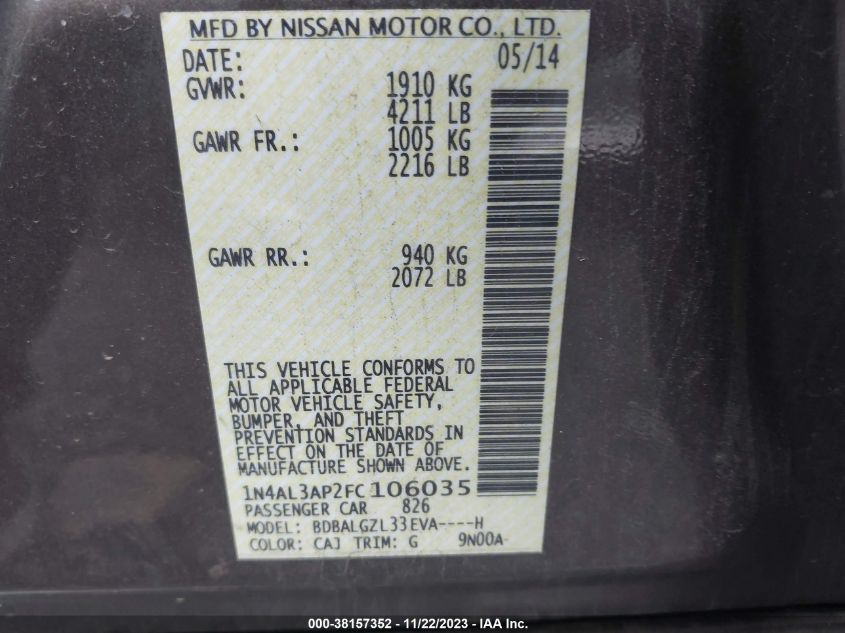 MFD BY NISSAN MOTOR CO., LTD.
DATE: 05/14
GVWR: 1910 KG
4211 LB
GAWR FR.: 1005 KG
2216 LB
GAWR RR.: 940 KG
2072 LB
THIS VEHICLE CONFORMS TO
ALL APPLICABLE FEDERAL
MOTOR VEHICLE SAFETY,
BUMPER, AND THEFT
PREVENTION STANDARDS IN
EFFECT ON THE DATE OF
MANUFACTURE SHOWN ABOVE.
1N4AL3AP2FC106035
PASSENGER CAR 826
MODEL: BDBALGZL33EVA----H
COLOR: CAJ TRIM: G 9N00A-
000-38157352 - 11/22/2023 - IAA Inc.